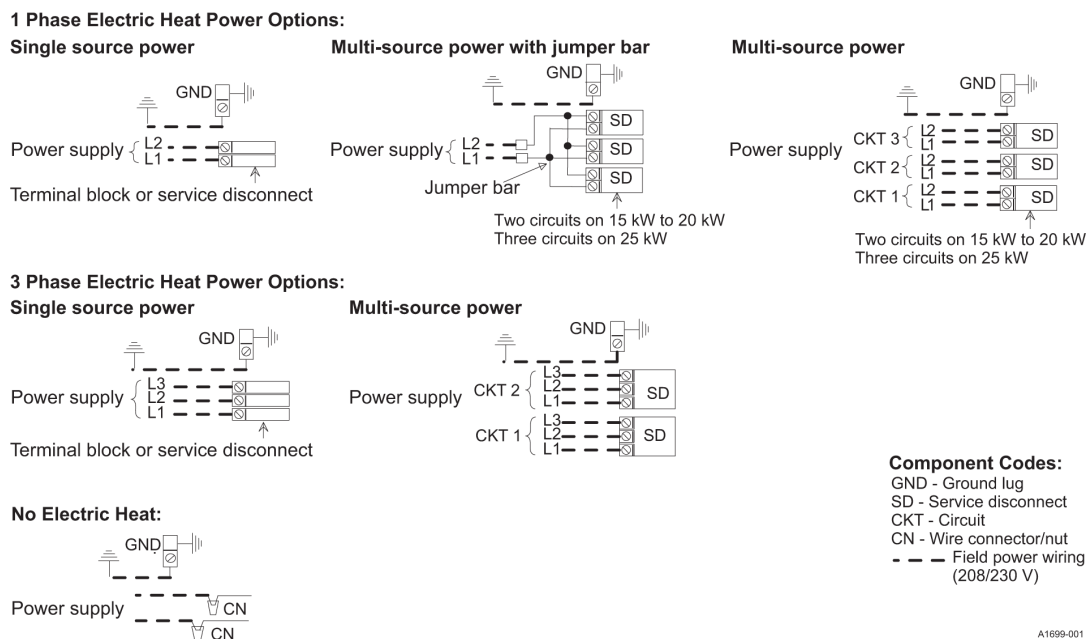 1 Phase Electric Heat Power Options:
Single source power
GND
Power supply
L2
L1
Terminal block or service disconnect
Multi-source power with jumper bar
GND
SD
SD
SD
Power supply
L2
L1
Jumper bar
Two circuits on 15 kW to 20 kW
Three circuits on 25 kW
Multi-source power
GND
Power supply
CKT 3
L2
L1
SD
CKT 2
L2
L1
SD
CKT 1
L2
L1
SD
Two circuits on 15 kW to 20 kW
Three circuits on 25 kW
3 Phase Electric Heat Power Options:
Single source power
GND
Power supply
L3
L2
L1
Terminal block or service disconnect
Multi-source power
GND
Power supply
CKT 2
L3
L2
L1
SD
CKT 1
L3
L2
L1
SD
No Electric Heat:
GND
Power supply
CN
CN
Component Codes:
GND - Ground lug
SD - Service disconnect
CKT - Circuit
CN - Wire connector/nut
Field power wiring
(208/230 V)
A1699-001